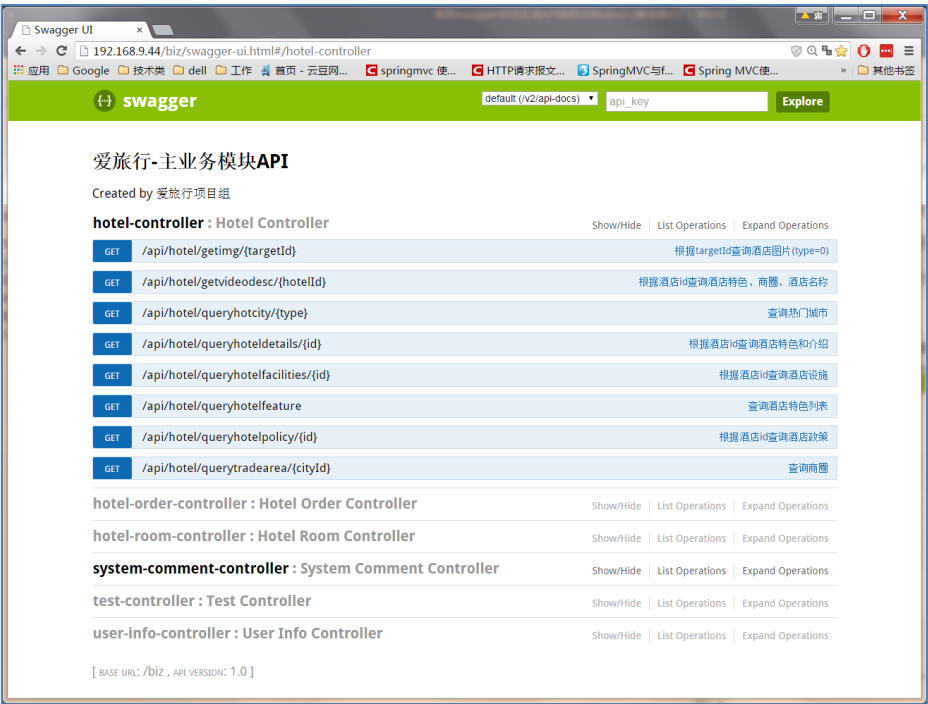 Swagger UI
192.168.9.44/biz/swagger-ui.html#/hotel-controller
应用 Google 技术类 dell 工作 首页 - 云豆网... springmvc 使... HTTP请求报文... SpringMVC与f... Spring MVC使... » 其他书签
swagger default (/v2/api-docs) api_key Explore
爱旅行-主业务模块API
Created by 爱旅行项目组
hotel-controller : Hotel Controller Show/Hide List Operations Expand Operations
GET /api/hotel/getimg/{targetId} 根据targetId查询酒店图片(type=0)
GET /api/hotel/getvideodesc/{hotelId} 根据酒店id查询酒店特色、商圈、酒店名称
GET /api/hotel/queryhotcity/{type} 查询热门城市
GET /api/hotel/queryhoteldetails/{id} 根据酒店id查询酒店特色和介绍
GET /api/hotel/queryhotelfacilities/{id} 根据酒店id查询酒店设施
GET /api/hotel/queryhotelfeature 查询酒店特色列表
GET /api/hotel/queryhotelpolicy/{id} 根据酒店id查询酒店政策
GET /api/hotel/querytradearea/{cityId} 查询商圈
hotel-order-controller : Hotel Order Controller Show/Hide List Operations Expand Operations
hotel-room-controller : Hotel Room Controller Show/Hide List Operations Expand Operations
system-comment-controller : System Comment Controller Show/Hide List Operations Expand Operations
test-controller : Test Controller Show/Hide List Operations Expand Operations
user-info-controller : User Info Controller Show/Hide List Operations Expand Operations
[ BASE URL: /biz , API VERSION: 1.0 ]